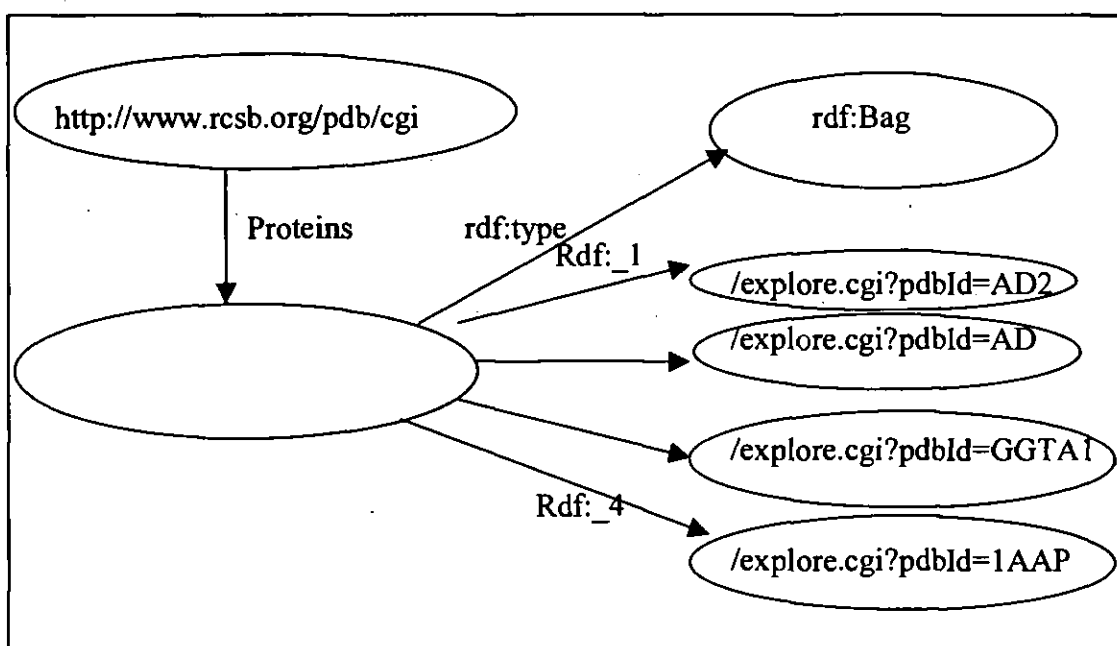 http://www.rcsb.org/pdb/cgi
rdf:Bag
Proteins
rdf:type
Rdf:_1
/explore.cgi?pdbId=AD2
/explore.cgi?pdbId=AD
/explore.cgi?pdbId=GGTA1
Rdf:_4
/explore.cgi?pdbId=1AAP